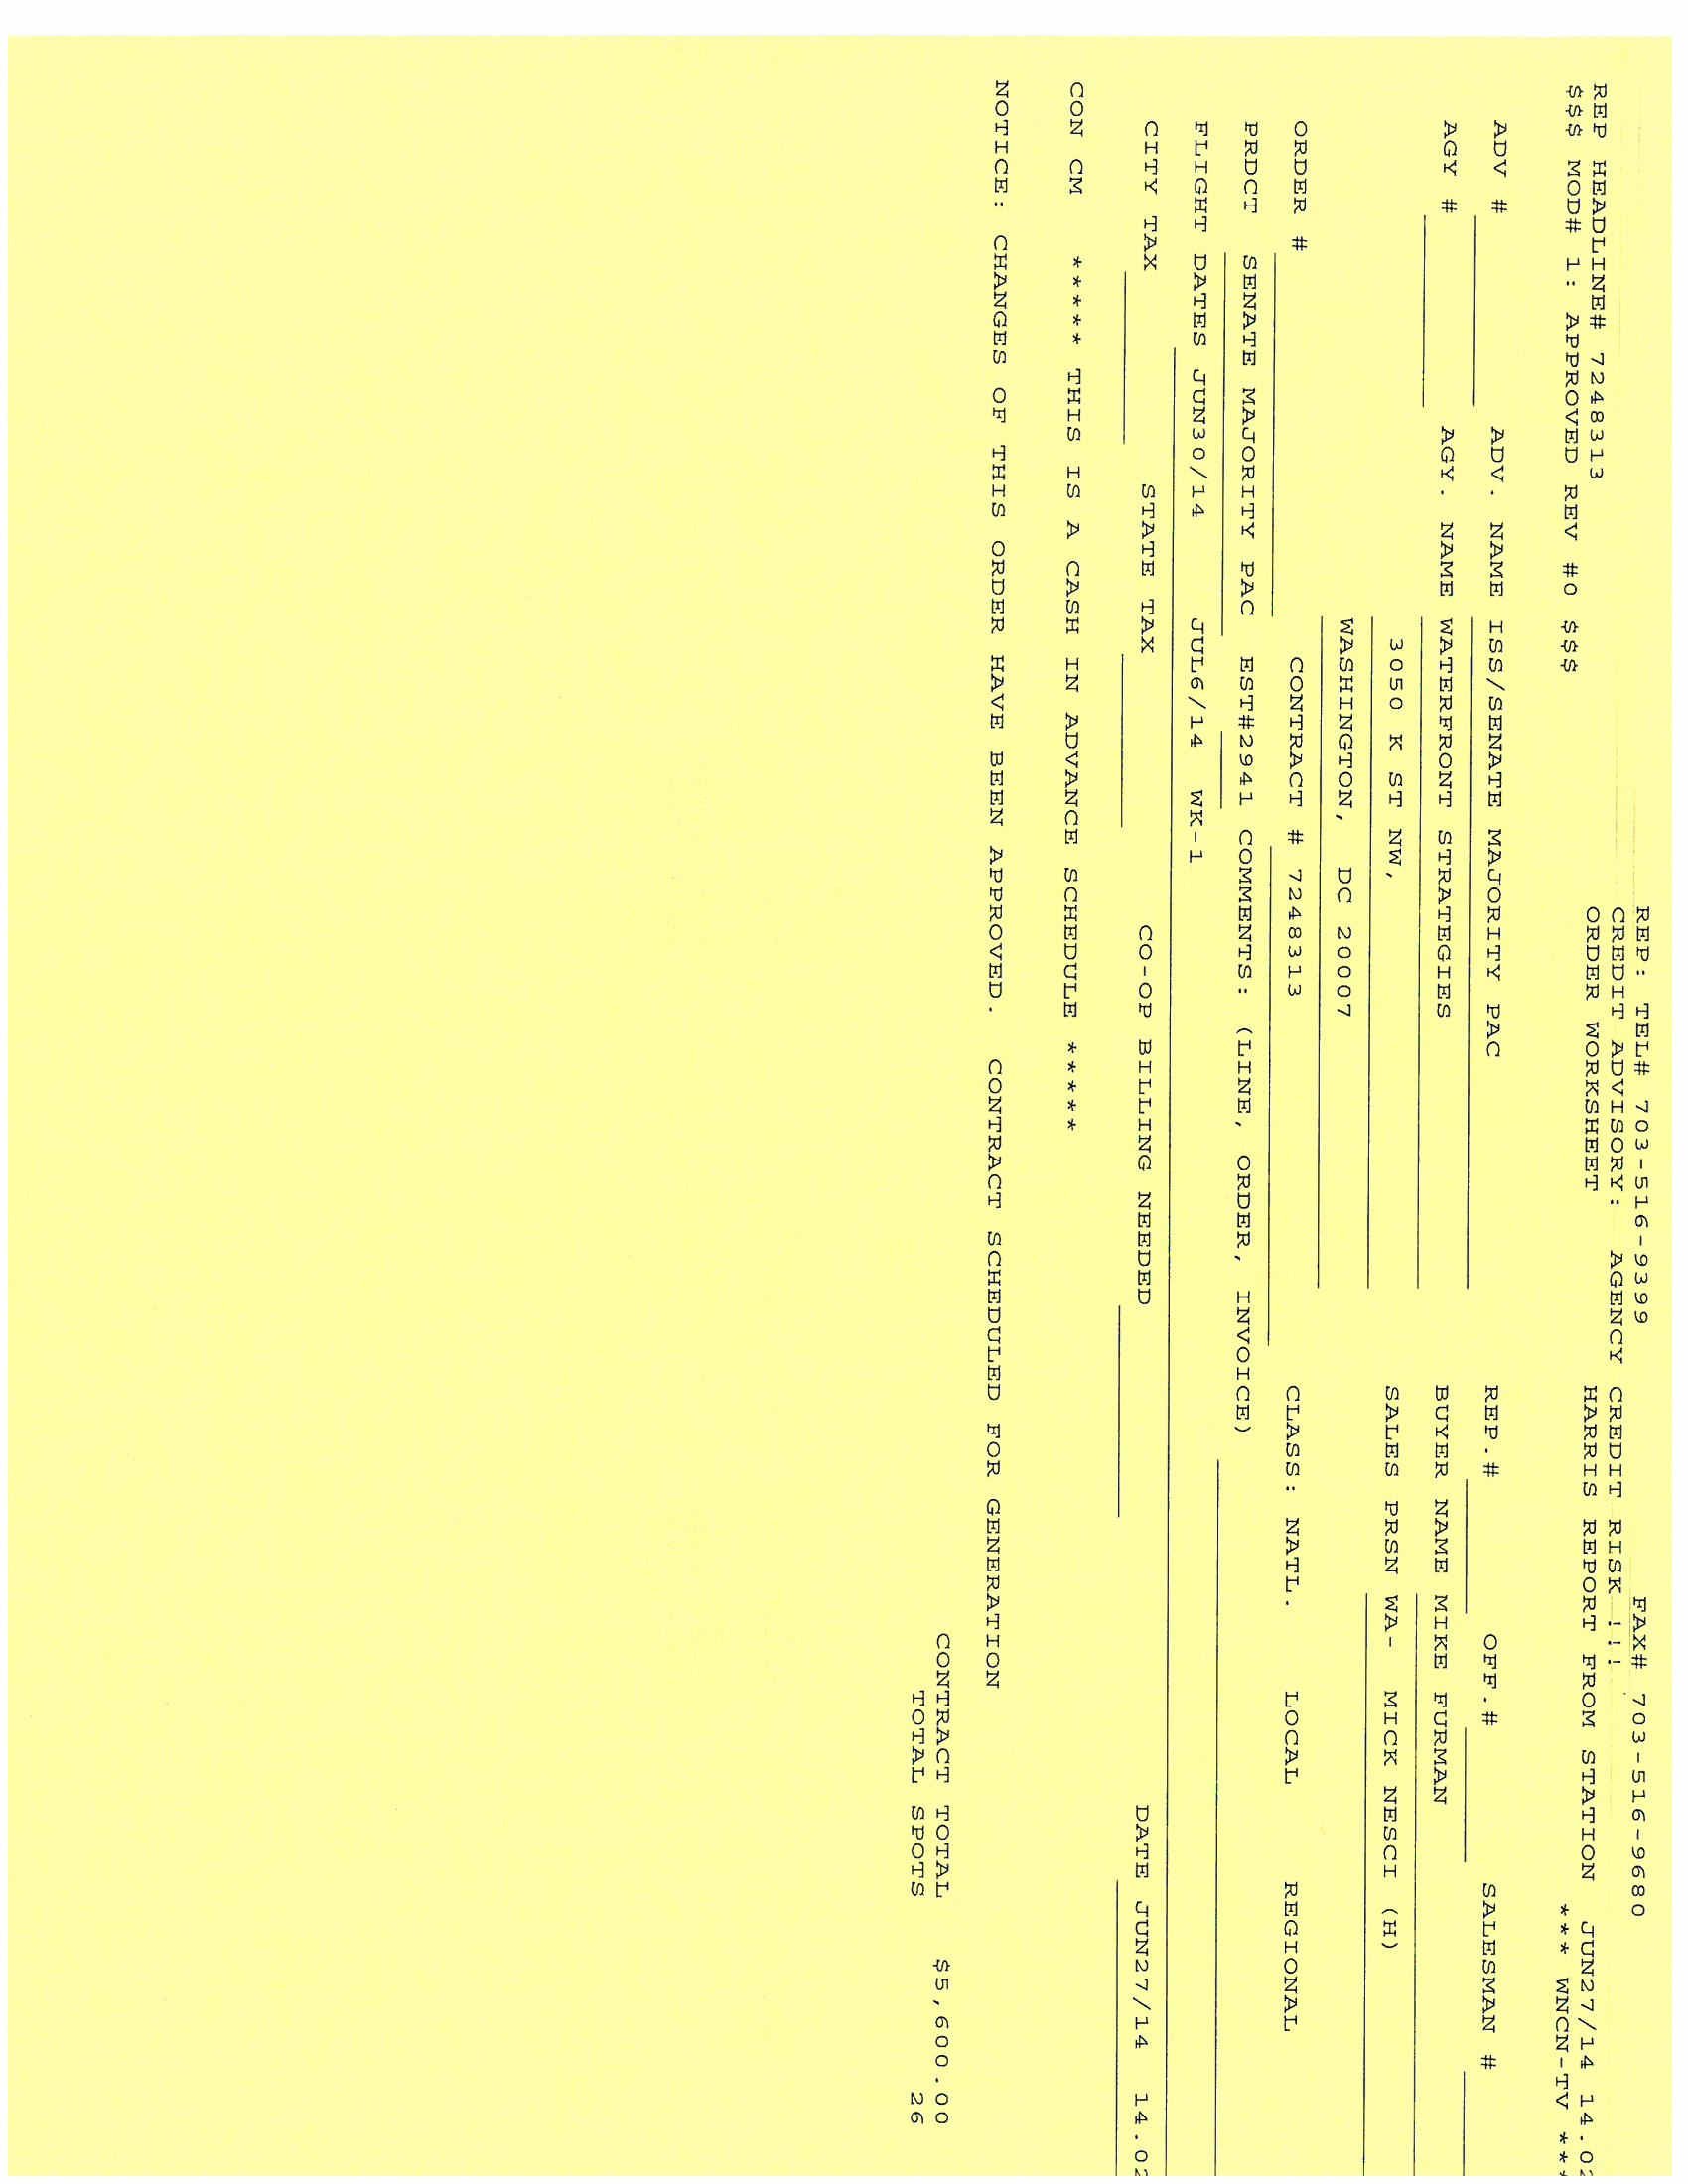 REP: TEL# 703-516-9399 FAX# 703-516-9680
CREDIT ADVISORY: AGENCY CREDIT RISK !!!
REP HEADLINE# 7248313 ORDER WORKSHEET HARRIS REPORT FROM STATION JUN27/14 14.02
$$$ MOD# 1: APPROVED REV #0 $$$ *** WNCN-TV ***
ADV # ADV. NAME ISS/SENATE MAJORITY PAC REP.# OFF.# SALESMAN #
AGY # AGY. NAME WATERFRONT STRATEGIES BUYER NAME MIKE FURMAN
3050 K ST NW, SALES PRSN WA- MICK NESCI (H)
WASHINGTON, DC 20007
ORDER # CONTRACT # 7248313 CLASS: NATL. LOCAL REGIONAL
PRDCT SENATE MAJORITY PAC EST#2941 COMMENTS: (LINE, ORDER, INVOICE)
FLIGHT DATES JUN30/14 JUL6/14 WK-1
CITY TAX STATE TAX CO-OP BILLING NEEDED DATE JUN27/14 14.02
CON CM ***** THIS IS A CASH IN ADVANCE SCHEDULE *****
NOTICE: CHANGES OF THIS ORDER HAVE BEEN APPROVED. CONTRACT SCHEDULED FOR GENERATION
CONTRACT TOTAL $5,600.00
TOTAL SPOTS 26